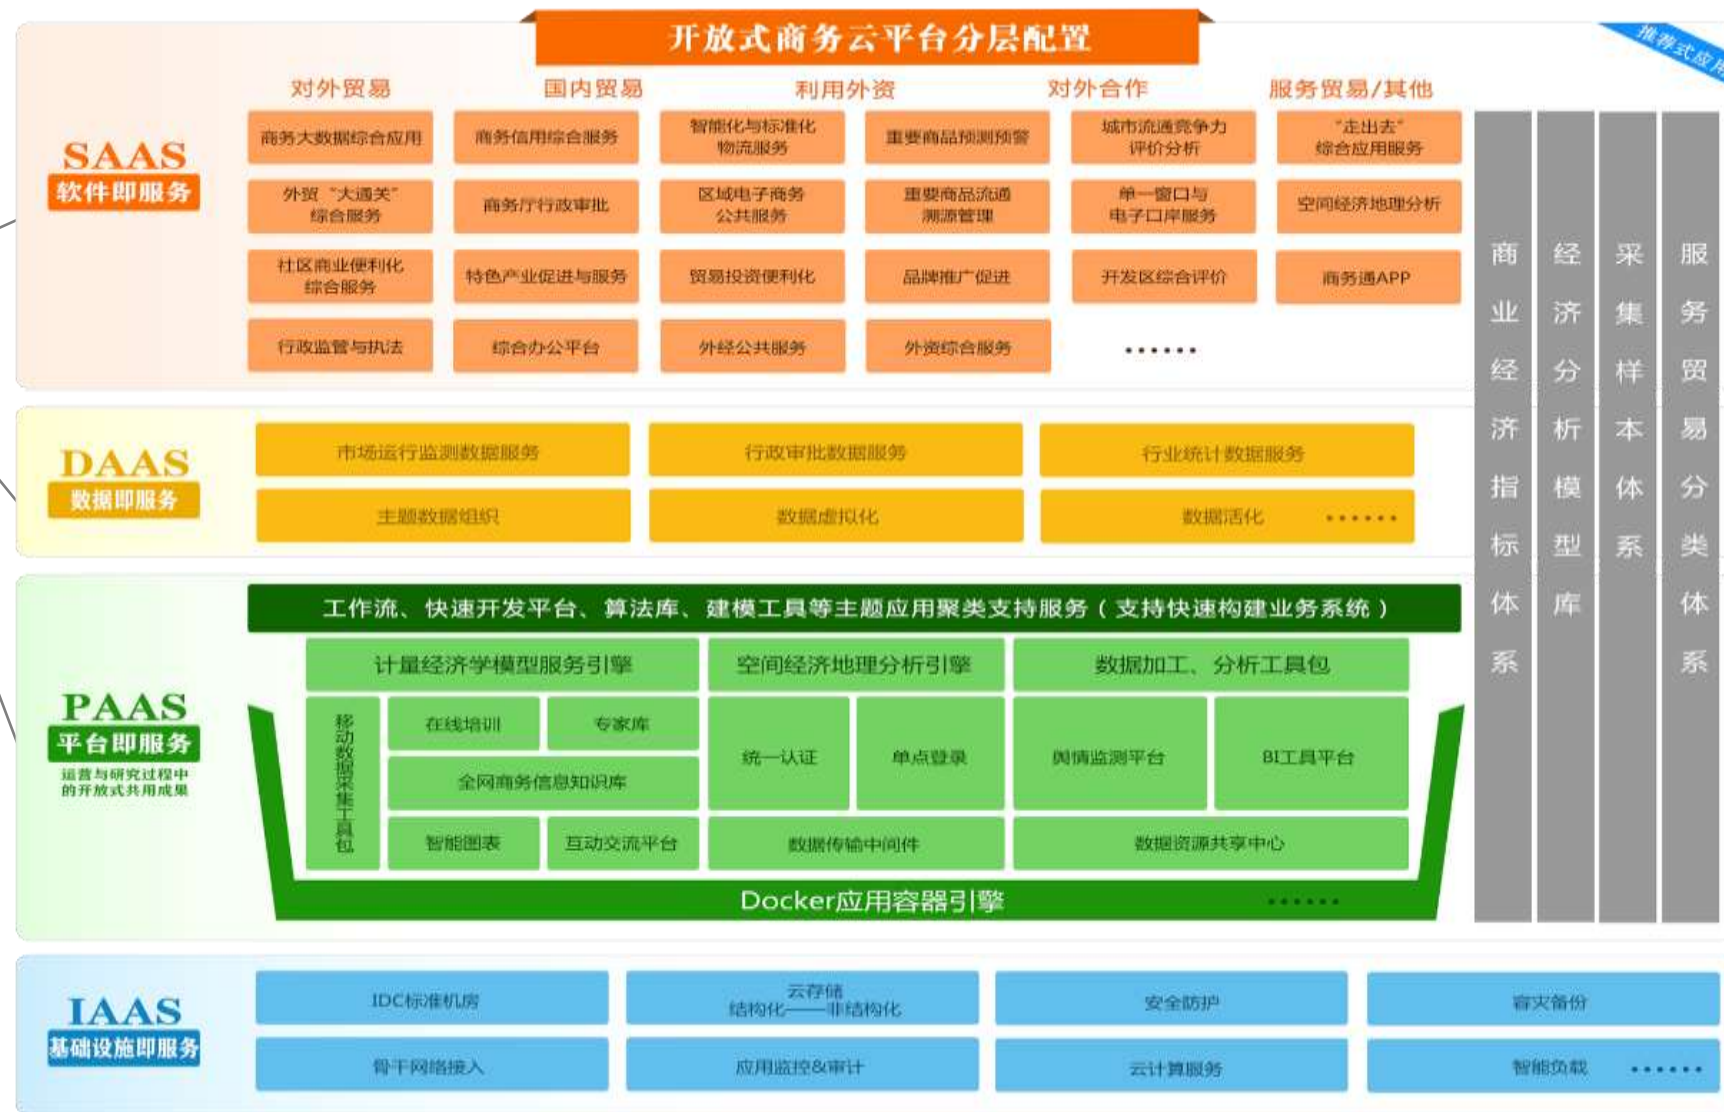 开放式商务云平台分层配置
推荐式应用
对外贸易
国内贸易
利用外资
对外合作
服务贸易/其他
SAAS
软件即服务
商务大数据综合应用
商务信用综合服务
智能化与标准化
物流服务
重要商品预测预警
城市流通竞争力
评价分析
“走出去”
综合应用服务
外贸“大通关”
综合服务
商务厅行政审批
区域电子商务
公共服务
重要商品流通
溯源管理
单一窗口与
电子口岸服务
空间经济地理分析
社区商业便利化
综合服务
特色产业促进与服务
贸易投资便利化
品牌推广促进
开发区综合评价
商务通APP
行政监管与执法
综合办公平台
外经公共服务
外资综合服务
......
商业经济指标体系
经济分析模型库
采集样本体系
服务贸易分类体系
DAAS
数据即服务
市场运行监测数据服务
行政审批数据服务
行业统计数据服务
主题数据组织
数据虚拟化
数据活化 ......
PAAS
平台即服务
运营与研究过程中
的开放式共用成果
工作流、快速开发平台、算法库、建模工具等主题应用聚类支持服务(支持快速构建业务系统)
计量经济学模型服务引擎
空间经济地理分析引擎
数据加工、分析工具包
移动数据采集工具包
在线培训
专家库
全网商务信息知识库
智能图表
互动交流平台
统一认证
单点登录
数据传输中间件
舆情监测平台
BI工具平台
数据资源共享中心
Docker应用容器引擎 ......
IAAS
基础设施即服务
IDC标准机房
云存储
结构化——非结构化
安全防护
容灾备份
骨干网络接入
应用监控&审计
云计算服务
智能负载 ......